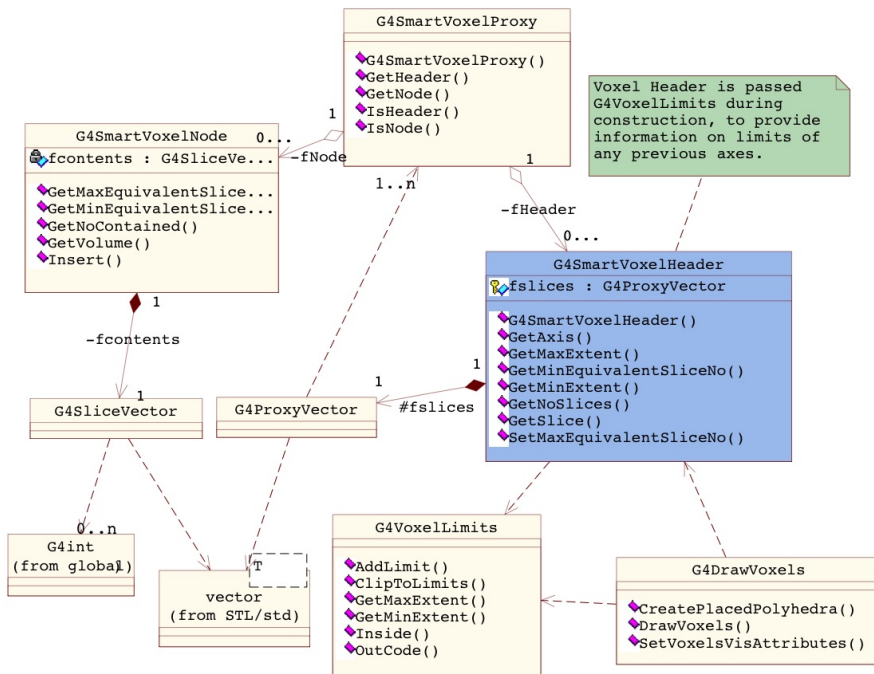 G4SmartVoxelProxy
G4SmartVoxelProxy()
GetHeader()
GetNode()
IsHeader()
IsNode()
Voxel Header is passed
G4VoxelLimits during
construction, to provide
information on limits of
any previous axes.
G4SmartVoxelNode
fcontents : G4SliceVe...
GetMaxEquivalentSlice...
GetMinEquivalentSlice...
GetNoContained()
GetVolume()
Insert()
1
0...
-fNode
1..n
1
-fHeader
0...
G4SmartVoxelHeader
fslices : G4ProxyVector
G4SmartVoxelHeader()
GetAxis()
GetMaxExtent()
GetMinEquivalentSliceNo()
GetMinExtent()
GetNoSlices()
GetSlice()
SetMaxEquivalentSliceNo()
1
-fcontents
1
1
1
#fslices
G4SliceVector
G4ProxyVector
0..n
G4int
(from global)
1
T
vector
(from STL/std)
G4VoxelLimits
AddLimit()
ClipToLimits()
GetMaxExtent()
GetMinExtent()
Inside()
OutCode()
G4DrawVoxels
CreatePlacedPolyhedra()
DrawVoxels()
SetVoxelsVisAttributes()